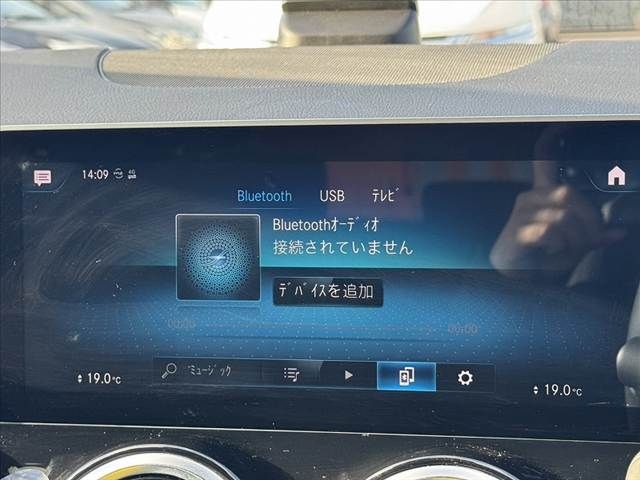 14:09 4G
Bluetooth USB テレビ
Bluetoothオーディオ
接続されていません
デバイスを追加
00:00 00:00
ミュージック
19.0°C 19.0°C